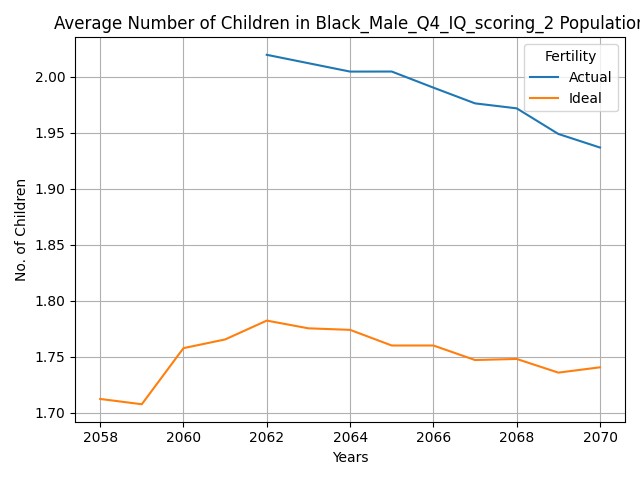 Average Number of Children in Black_Male_Q4_IQ_scoring_2 Population
Fertility
Actual
Ideal
2.00
1.95
1.90
1.85
1.80
1.75
1.70
No. of Children
2058 2060 2062 2064 2066 2068 2070
Years